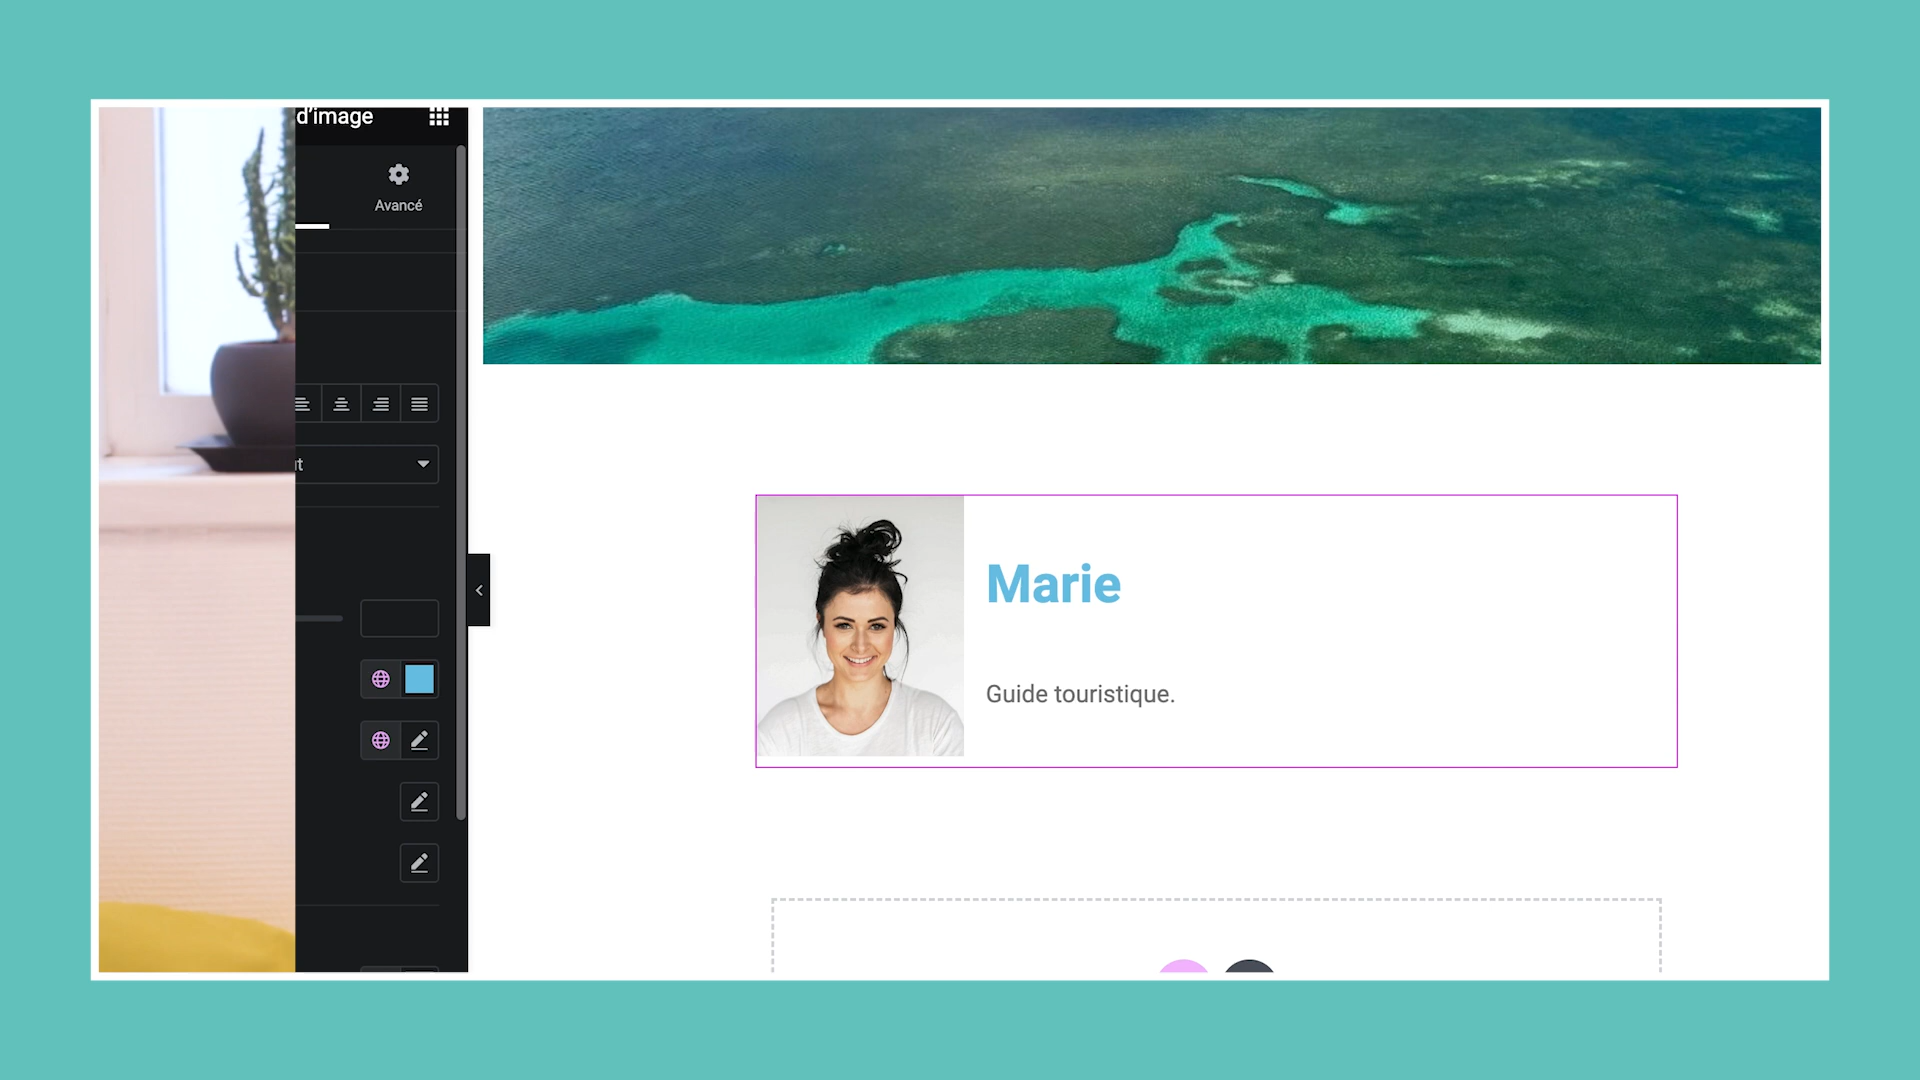 d’image
Avancé
Marie
Guide touristique.